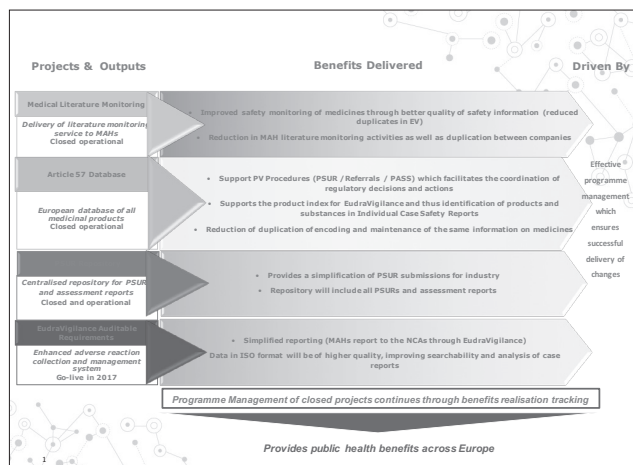 Projects & Outputs
Benefits Delivered
Driven By
Medical Literature Monitoring
Delivery of literature monitoring
service to MAHs
Closed operational
• Improved safety monitoring of medicines through better quality of safety information (reduced
duplicates in EV)
• Reduction in MAH literature monitoring activities as well as duplication between companies
Article 57 Database
European database of all
medicinal products
Closed operational
• Support PV Procedures (PSUR /Referrals / PASS) which facilitates the coordination of
regulatory decisions and actions
• Supports the product index for EudraVigilance and thus identification of products and
substances in Individual Case Safety Reports
• Reduction of duplication of encoding and maintenance of the same information on medicines
Effective
programme
management
which
ensures
successful
delivery of
changes
Centralised repository for PSURs
and assessment reports
Closed and operational
• Provides a simplification of PSUR submissions for industry
• Repository will include all PSURs and assessment reports
EudraVigilance Auditable
Requirements
Enhanced adverse reaction
collection and management
system
Go-live in 2017
• Simplified reporting (MAHs report to the NCAs through EudraVigilance)
Data in ISO format will be of higher quality, improving searchability and analysis of case
reports
Programme Management of closed projects continues through benefits realisation tracking
Provides public health benefits across Europe
1